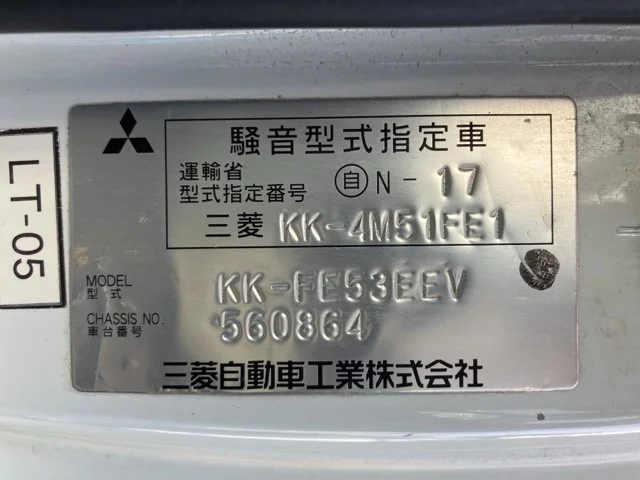 LT-05
騒音型式指定車
運輸省
型式指定番号 自 N - 17
三菱 KK-4M51FE1
MODEL
型式 KK-FE53EEV
CHASSIS NO.
車台番号 560864
三菱自動車工業株式会社